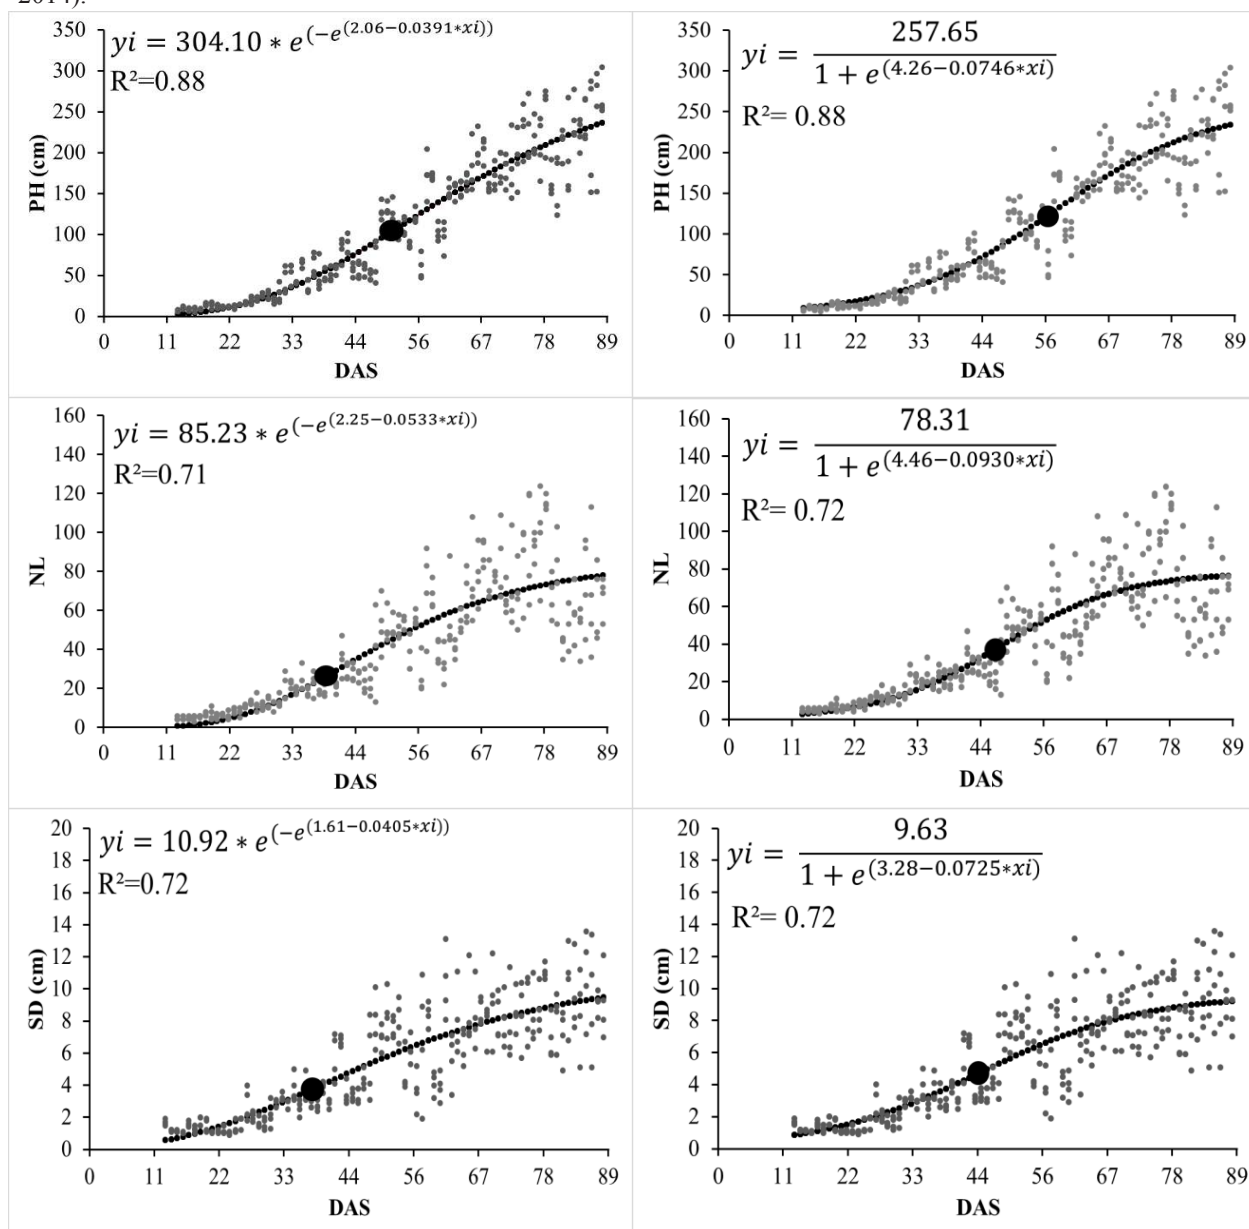 2014).
yi = 304.10 ∗ e^(−e^(2.06−0.0391∗xi))
R²=0.88
350
300
250
200
150
100
50
0
PH (cm)
0 11 22 33 44 56 67 78 89
DAS
yi = 257.65 / 1 + e^(4.26−0.0746∗xi)
R²= 0.88
350
300
250
200
150
100
50
0
PH (cm)
0 11 22 33 44 56 67 78 89
DAS
yi = 85.23 ∗ e^(−e^(2.25−0.0533∗xi))
R²=0.71
160
140
120
100
80
60
40
20
0
NL
0 11 22 33 44 56 67 78 89
DAS
yi = 78.31 / 1 + e^(4.46−0.0930∗xi)
R²= 0.72
160
140
120
100
80
60
40
20
0
NL
0 11 22 33 44 56 67 78 89
DAS
yi = 10.92 ∗ e^(−e^(1.61−0.0405∗xi))
R²=0.72
20
18
16
14
12
10
8
6
4
2
0
SD (cm)
0 11 22 33 44 56 67 78 89
DAS
yi = 9.63 / 1 + e^(3.28−0.0725∗xi)
R²= 0.72
20
18
16
14
12
10
8
6
4
2
0
SD (cm)
0 11 22 33 44 56 67 78 89
DAS